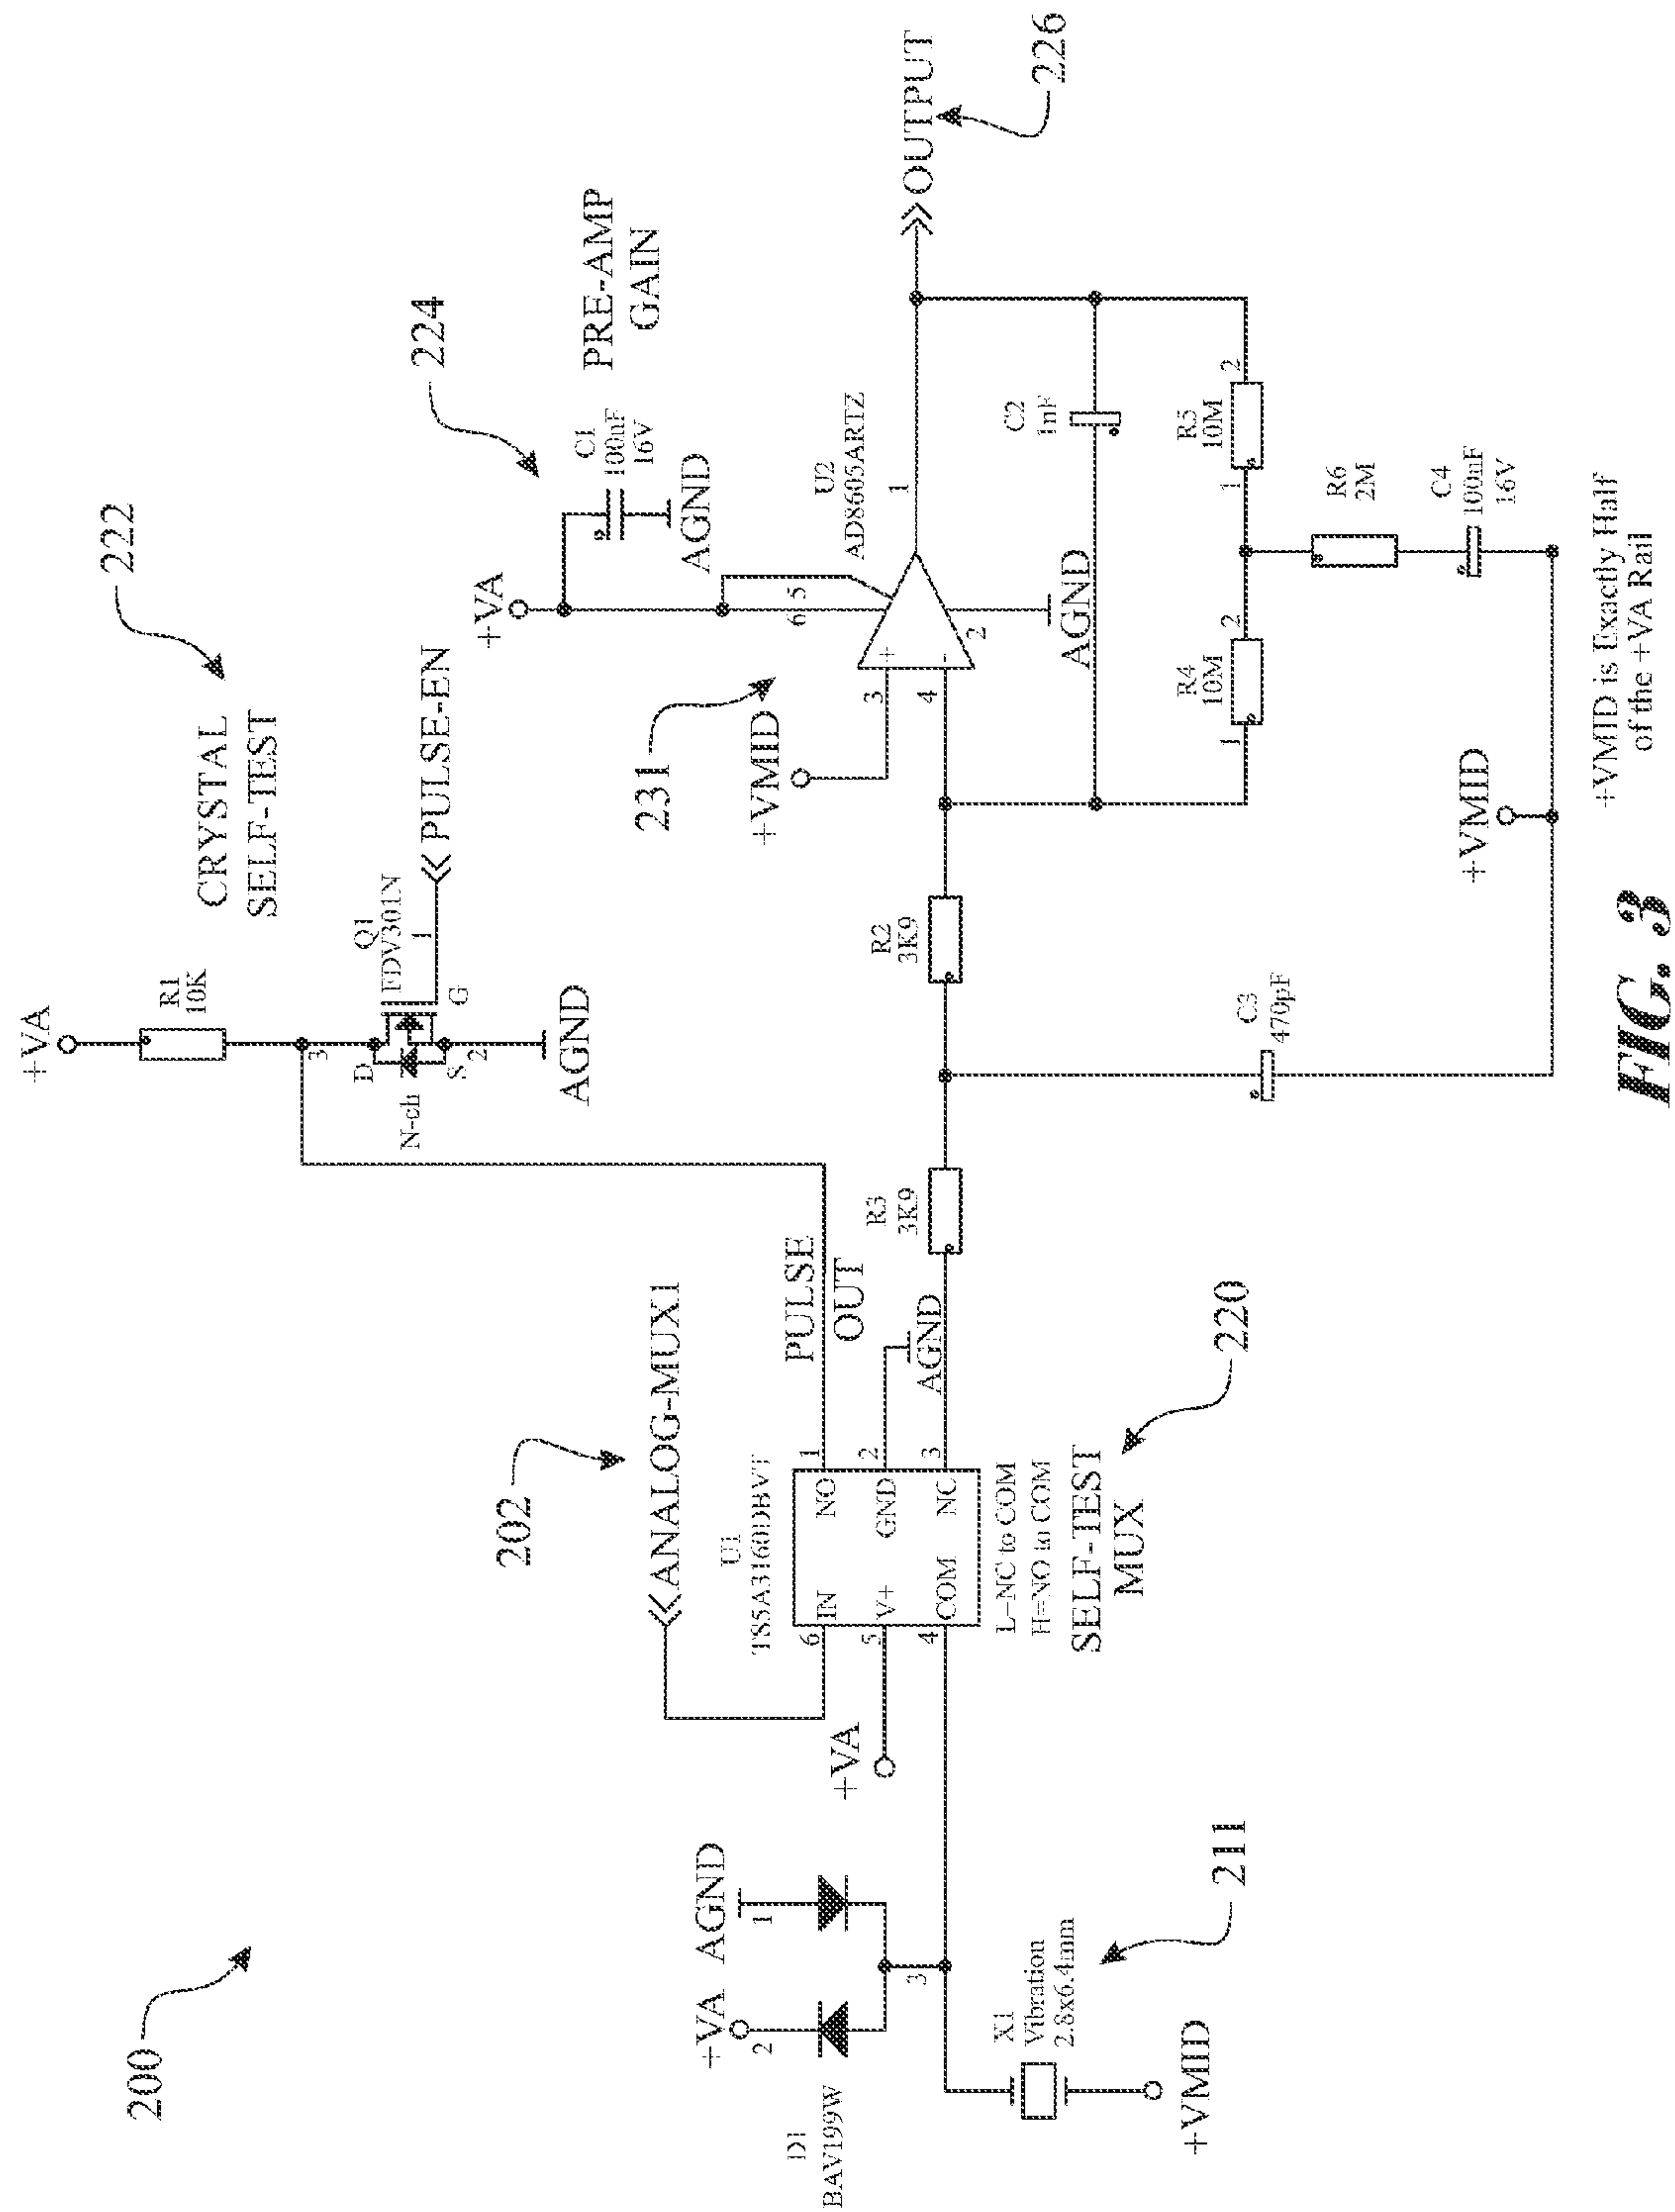 200
222
CRYSTAL
SELF-TEST
+VA
R1
10K
3
D
N-ch
S
2
AGND
Q1
FDV301N
1
G
PULSE-EN
224
PRE-AMP
GAIN
+VA
C1
100nF
16V
AGND
202
ANALOG-MUX1
PULSE
OUT
231
+VMID
3
4
6
5
+
-
2
AGND
U2
AD8605ARTZ
1
OUTPUT
226
+VA
2
AGND
1
D1
BAV199W
3
+VA
U1
TS5A3160DBVT
6
IN
NO
1
5
V+
GND
2
4
COM
NC
3
AGND
L=NC to COM
H=NO to COM
SELF-TEST
MUX
220
R3
3K9
R2
3K9
C2
1nF
X1
Vibration
2.8x6.4mm
211
+VMID
C3
470pF
1
R4
10M
2
1
R5
10M
2
R6
2M
C4
100nF
16V
+VMID
+VMID is Exactly Half
of the +VA Rail
FIG. 3